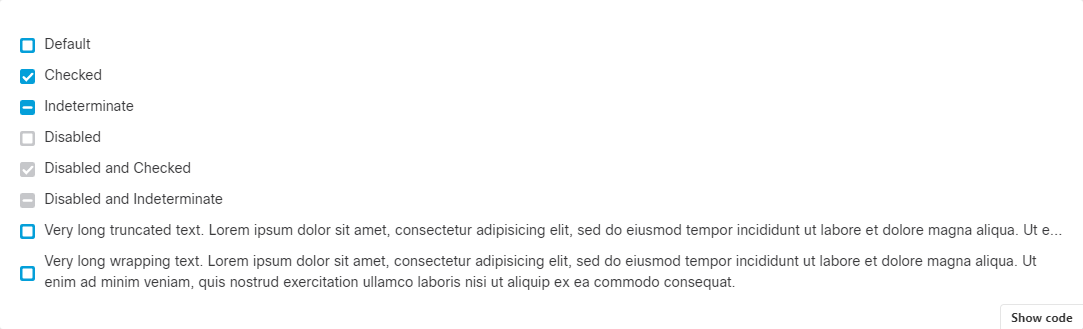 Default
Checked
Indeterminate
Disabled
Disabled and Checked
Disabled and Indeterminate
Very long truncated text. Lorem ipsum dolor sit amet, consectetur adipisicing elit, sed do eiusmod tempor incididunt ut labore et dolore magna aliqua. Ut e...
Very long wrapping text. Lorem ipsum dolor sit amet, consectetur adipisicing elit, sed do eiusmod tempor incididunt ut labore et dolore magna aliqua. Ut
enim ad minim veniam, quis nostrud exercitation ullamco laboris nisi ut aliquip ex ea commodo consequat.
Show code